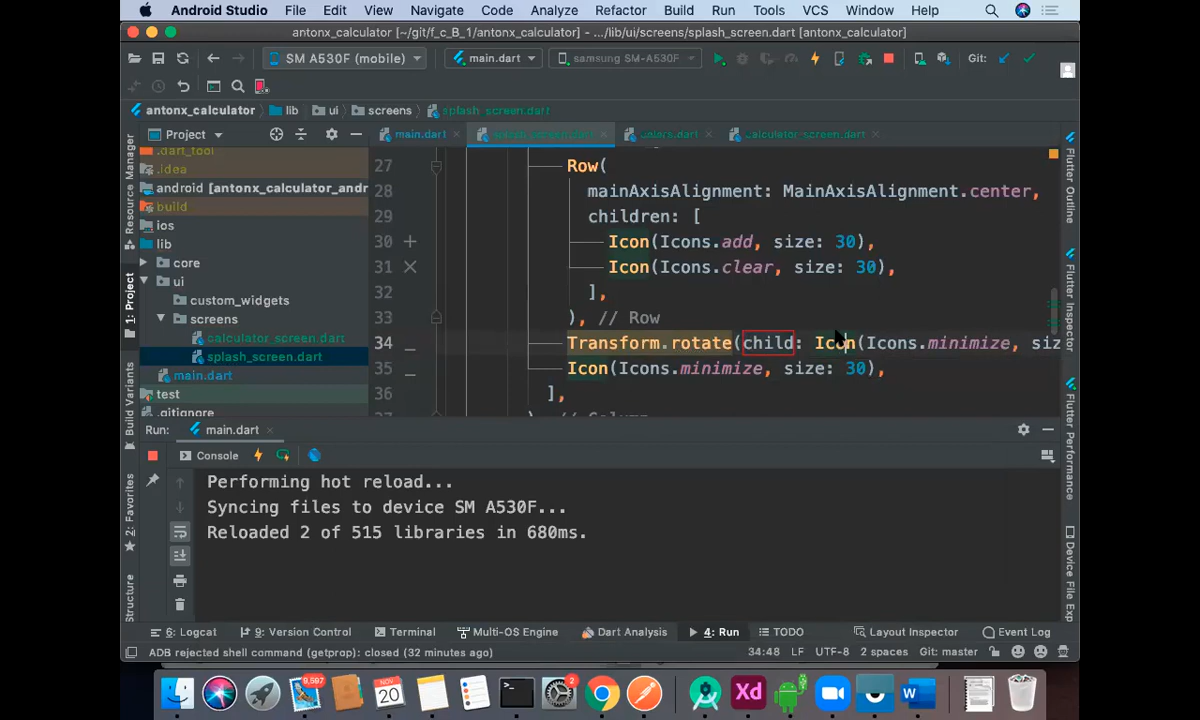 Android Studio File Edit View Navigate Code Analyze Refactor Build Run Tools VCS Window Help
antonx_calculator [~/git/f_c_B_1/antonx_calculator] – .../lib/ui/screens/splash_screen.dart [antonx_calculator]
SM A530F (mobile) main.dart samsung SM-A530F Git:
antonx_calculator lib ui screens splash_screen.dart
Project main.dart splash_screen.dart colors.dart calculator_screen.dart
.dart_tool
.idea
android [antonx_calculator_andr
build
ios
lib
core
ui
custom_widgets
screens
calculator_screen.dart
splash_screen.dart
main.dart
test
.gitignore
27 Row(
28 mainAxisAlignment: MainAxisAlignment.center,
29 children: [
30 Icon(Icons.add, size: 30),
31 Icon(Icons.clear, size: 30),
32 ],
33 ), // Row
34 Transform.rotate(child: Icon(Icons.minimize, siz
35 Icon(Icons.minimize, size: 30),
36 ],
) // Column
Resource Manager
1: Project
Build Variants
2: Favorites
Structure
Flutter Outline
Flutter Inspector
Flutter Performance
Device File Exp
Run: main.dart
Console
Performing hot reload...
Syncing files to device SM A530F...
Reloaded 2 of 515 libraries in 680ms.
6: Logcat 9: Version Control Terminal Multi-OS Engine Dart Analysis 4: Run TODO Layout Inspector Event Log
ADB rejected shell command (getprop): closed (32 minutes ago) 34:48 LF UTF-8 2 spaces Git: master
9,597 NOV 20 2 Xd W